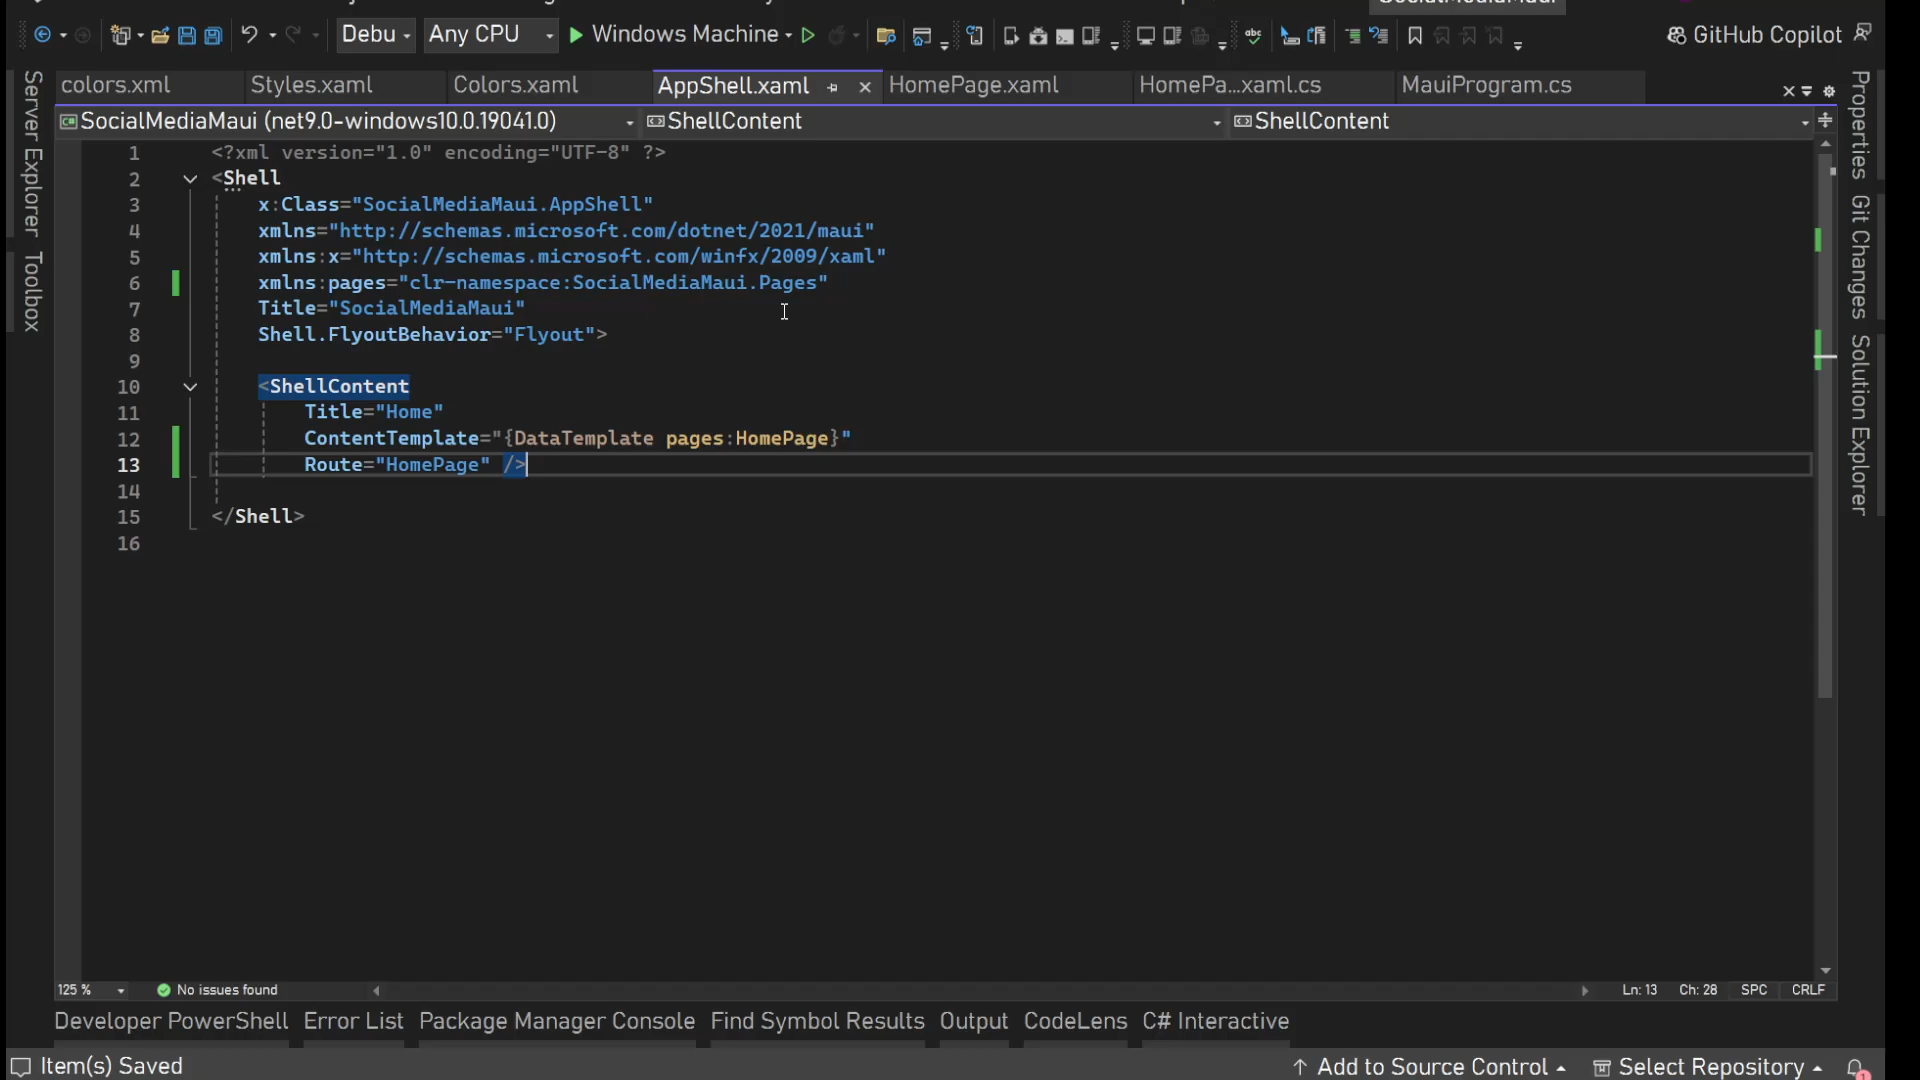 Debu Any CPU Windows Machine GitHub Copilot
colors.xml Styles.xaml Colors.xaml AppShell.xaml HomePage.xaml HomePa...xaml.cs MauiProgram.cs
SocialMediaMaui (net9.0-windows10.0.19041.0) ShellContent ShellContent
Server Explorer
Toolbox
1 <?xml version="1.0" encoding="UTF-8" ?>
2 <Shell
3 x:Class="SocialMediaMaui.AppShell"
4 xmlns="http://schemas.microsoft.com/dotnet/2021/maui"
5 xmlns:x="http://schemas.microsoft.com/winfx/2009/xaml"
6 xmlns:pages="clr-namespace:SocialMediaMaui.Pages"
7 Title="SocialMediaMaui"
8 Shell.FlyoutBehavior="Flyout">
9
10 <ShellContent
11 Title="Home"
12 ContentTemplate="{DataTemplate pages:HomePage}"
13 Route="HomePage" />
14
15 </Shell>
16
Properties
Git Changes
Solution Explorer
125 % No issues found Ln: 13 Ch: 28 SPC CRLF
Developer PowerShell Error List Package Manager Console Find Symbol Results Output CodeLens C# Interactive
Item(s) Saved Add to Source Control Select Repository 1